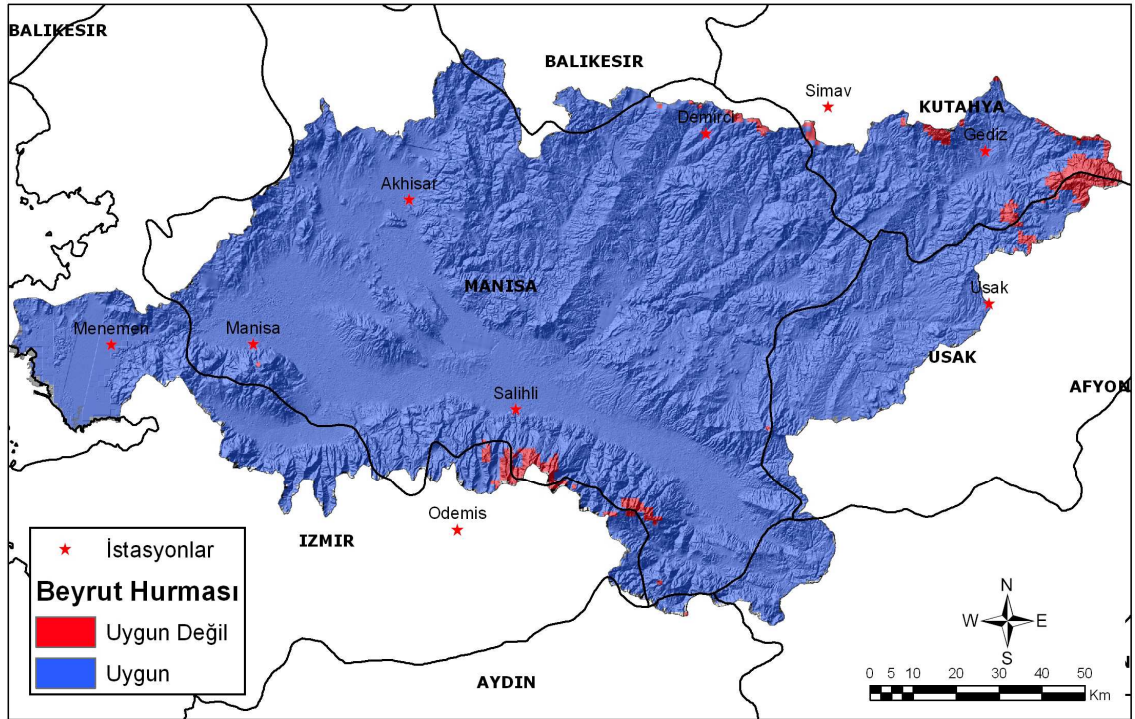 BALIKESIR
BALIKESIR
Simav
KUTAHYA
Demirci
Gediz
Akhisar
MANISA
Usak
Menemen
Manisa
USAK
AFYON
Salihli
Odemis
IZMIR
İstasyonlar
Beyrut Hurması
Uygun Değil
Uygun
AYDIN
N
W E
S
0 5 10 20 30 40 50
Km